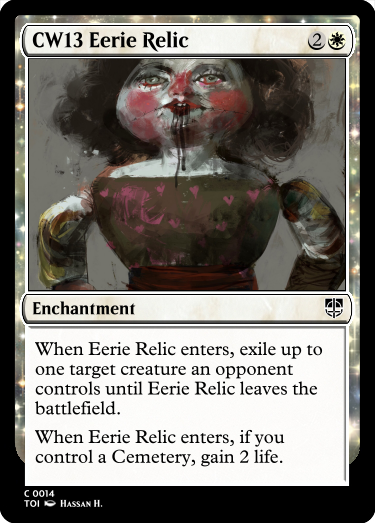 CW13 Eerie Relic 2
Enchantment
When Eerie Relic enters, exile up to
one target creature an opponent
controls until Eerie Relic leaves the
battlefield.
When Eerie Relic enters, if you
control a Cemetery, gain 2 life.
C 0014
TOI HASSAN H.